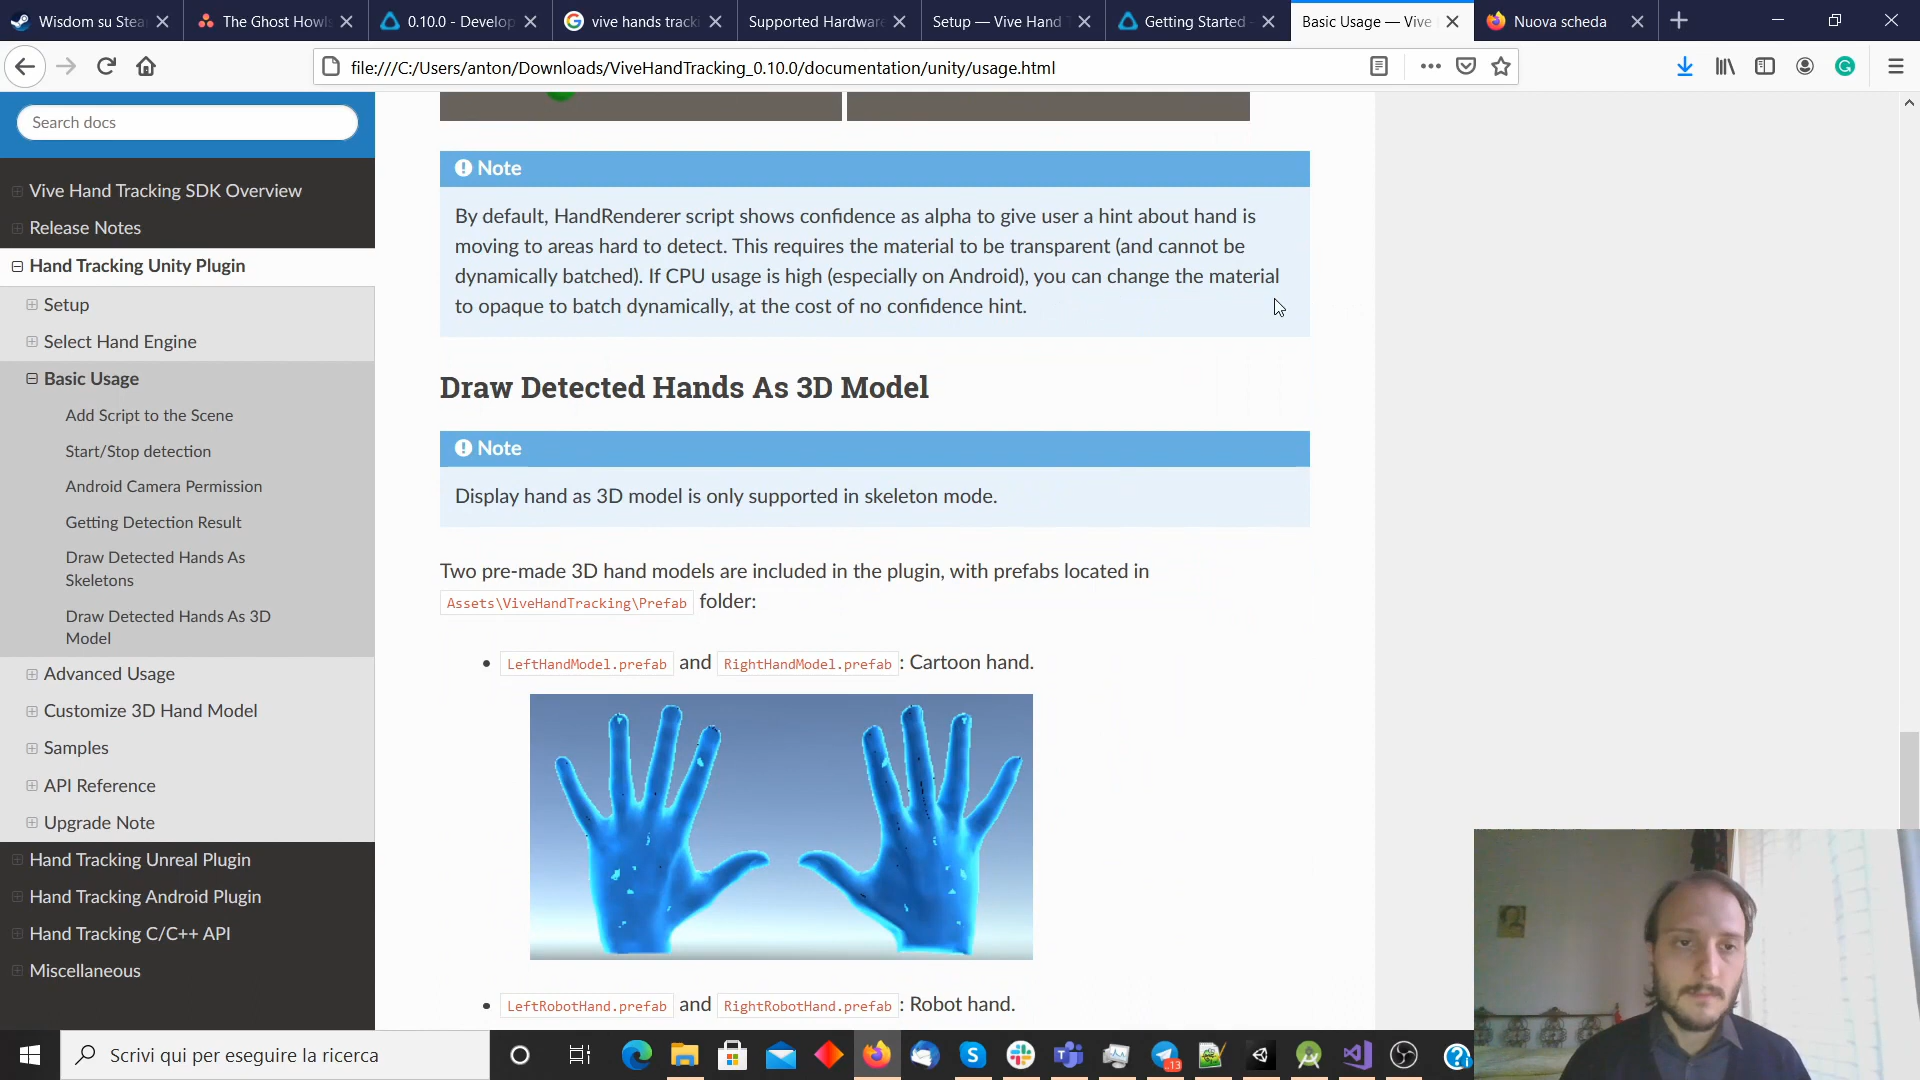 Wisdom su Stea
The Ghost Howls
0.10.0 - Develop
vive hands tracki
Supported Hardware
Setup — Vive Hand T
Getting Started -
Basic Usage — Vive
Nuova scheda
file:///C:/Users/anton/Downloads/ViveHandTracking_0.10.0/documentation/unity/usage.html
Search docs
Vive Hand Tracking SDK Overview
Release Notes
Hand Tracking Unity Plugin
Setup
Select Hand Engine
Basic Usage
Add Script to the Scene
Start/Stop detection
Android Camera Permission
Getting Detection Result
Draw Detected Hands As
Skeletons
Draw Detected Hands As 3D
Model
Advanced Usage
Customize 3D Hand Model
Samples
API Reference
Upgrade Note
Hand Tracking Unreal Plugin
Hand Tracking Android Plugin
Hand Tracking C/C++ API
Miscellaneous
Note
By default, HandRenderer script shows confidence as alpha to give user a hint about hand is
moving to areas hard to detect. This requires the material to be transparent (and cannot be
dynamically batched). If CPU usage is high (especially on Android), you can change the material
to opaque to batch dynamically, at the cost of no confidence hint.
Draw Detected Hands As 3D Model
Note
Display hand as 3D model is only supported in skeleton mode.
Two pre-made 3D hand models are included in the plugin, with prefabs located in
Assets\ViveHandTracking\Prefab folder:
LeftHandModel.prefab and RightHandModel.prefab : Cartoon hand.
LeftRobotHand.prefab and RightRobotHand.prefab : Robot hand.
Scrivi qui per eseguire la ricerca
13